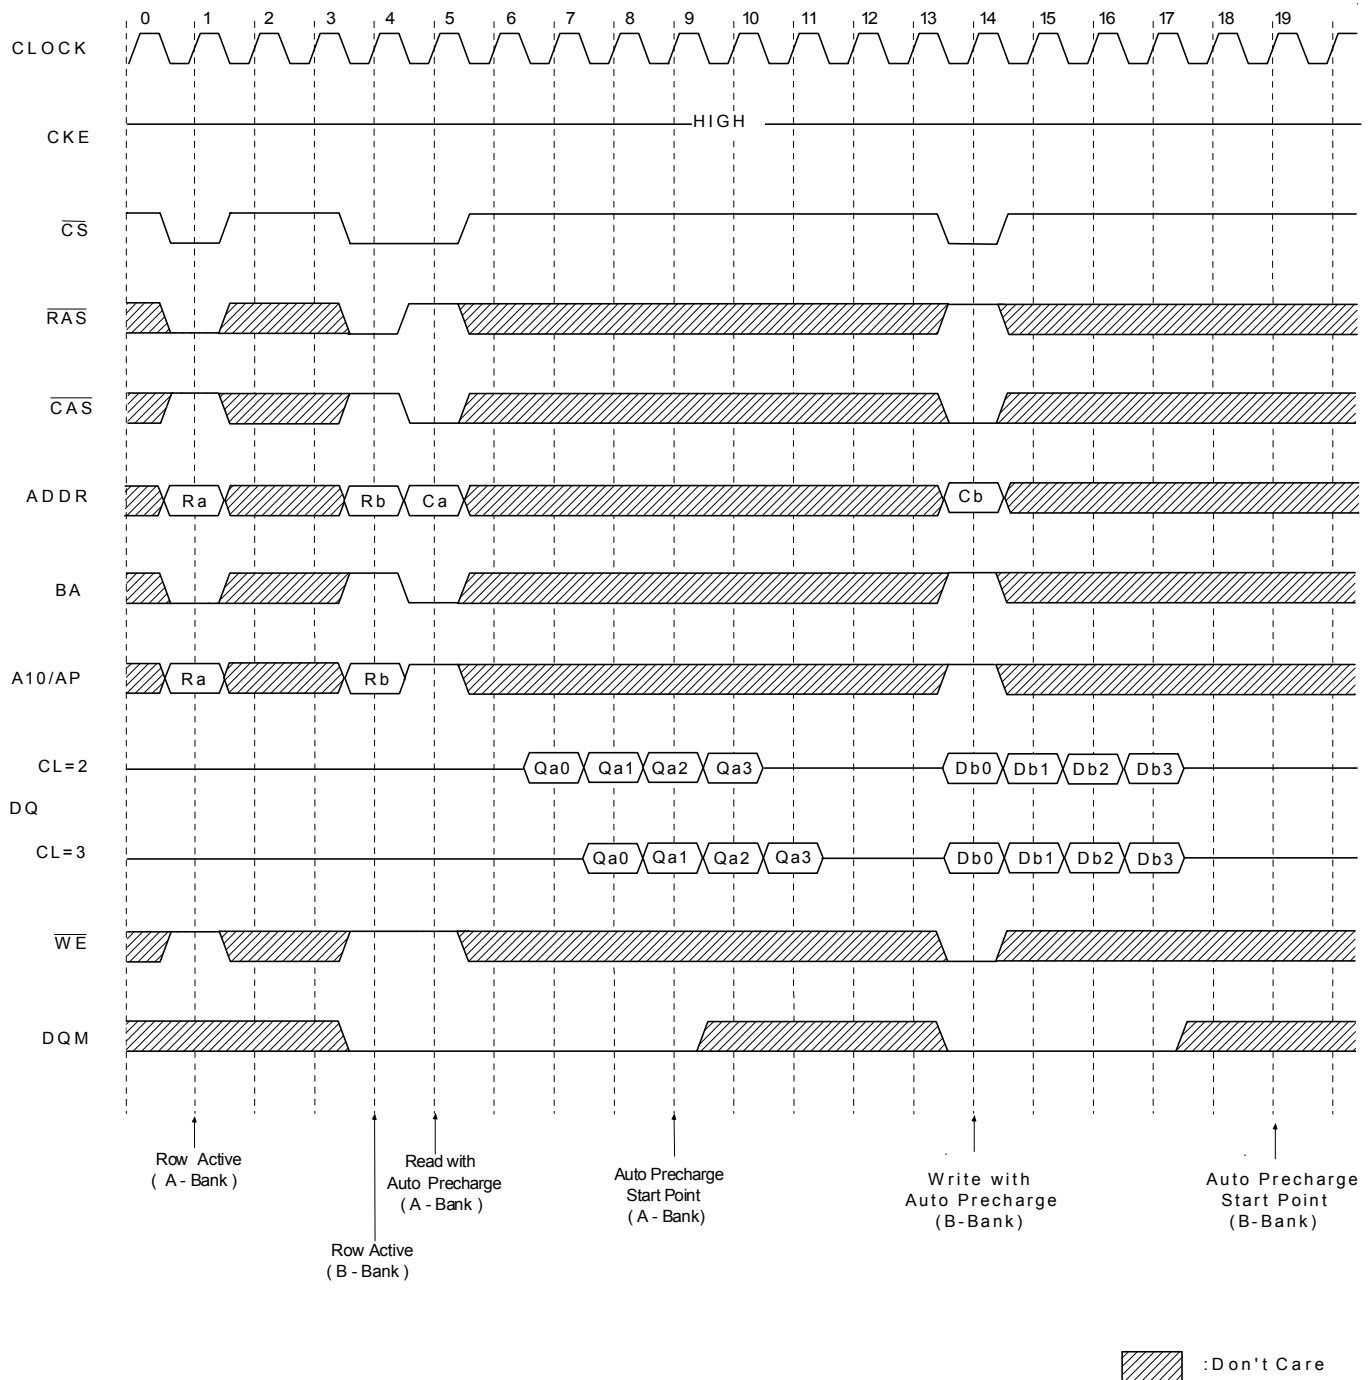 0 1 2 3 4 5 6 7 8 9 10 11 12 13 14 15 16 17 18 19
CLOCK
CKE
HIGH
CS
RAS
CAS
ADDR
Ra Rb Ca Cb
BA
A10/AP
Ra Rb
CL=2
Qa0 Qa1 Qa2 Qa3 Db0 Db1 Db2 Db3
DQ
CL=3
Qa0 Qa1 Qa2 Qa3 Db0 Db1 Db2 Db3
WE
DQM
Row Active
( A - Bank )
Row Active
( B - Bank )
Read with
Auto Precharge
( A - Bank )
Auto Precharge
Start Point
( A - Bank)
Write with
Auto Precharge
(B-Bank)
Auto Precharge
Start Point
(B-Bank)
:Don't Care